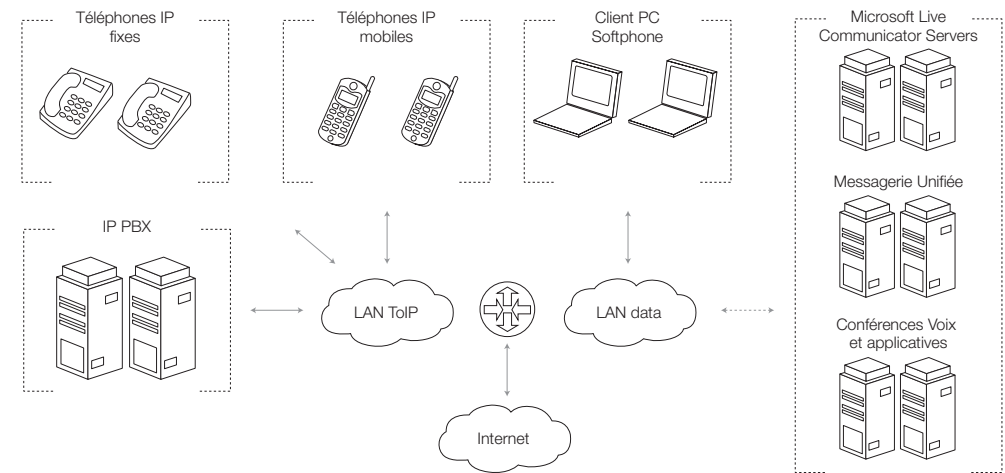 Téléphones IP
fixes
Téléphones IP
mobiles
Client PC
Softphone
Microsoft Live
Communicator Servers
Messagerie Unifiée
IP PBX
LAN ToIP
LAN data
Conférences Voix
et applicatives
Internet